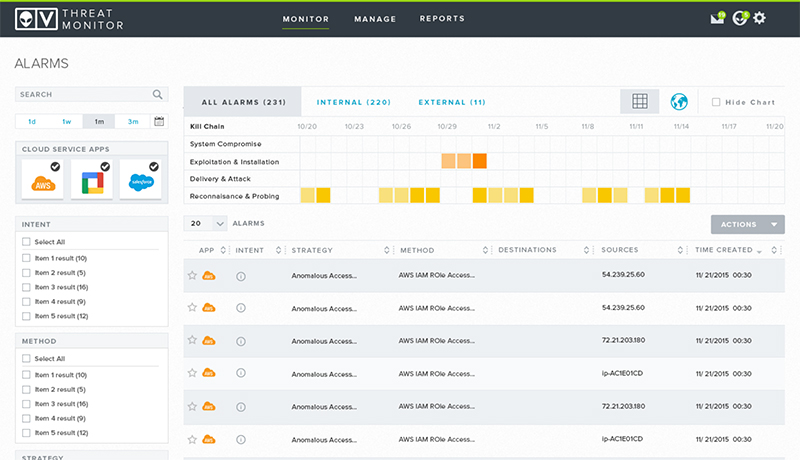 THREAT
MONITOR
MONITOR MANAGE REPORTS
ALARMS
SEARCH
1d 1w 1m 3m
CLOUD SERVICE APPS
AWS
salesforce
INTENT
Select All
Item 1 result (10)
Item 2 result (5)
Item 3 result (16)
Item 4 result (9)
Item 5 result (12)
METHOD
Select All
Item 1 result (10)
Item 2 result (5)
Item 3 result (16)
Item 4 result (9)
Item 5 result (12)
STRATEGY
ALL ALARMS (231) INTERNAL (220) EXTERNAL (11) Hide Chart
Kill Chain 10/20 10/23 10/26 10/29 11/2 11/5 11/8 11/11 11/14 11/17 11/20
System Compromise
Exploitation & Installation
Delivery & Attack
Reconnaisance & Probing
20 ALARMS ACTIONS
APP INTENT STRATEGY METHOD DESTINATIONS SOURCES TIME CREATED
AWS Anomalous Access... AWS IAM ROle Access... 54.239.25.60 11/ 21/2015 00:30
AWS Anomalous Access... AWS IAM ROle Access... 54.239.25.60 11/ 21/2015 00:30
AWS Anomalous Access... AWS IAM ROle Access... 72.21.203.180 11/ 21/2015 00:30
AWS Anomalous Access... AWS IAM ROle Access... Ip-AC1E01CD 11/ 21/2015 00:30
AWS Anomalous Access... AWS IAM ROle Access... 72.21.203.180 11/ 21/2015 00:30
AWS Anomalous Access... AWS IAM ROle Access... Ip-AC1E01CD 11/ 21/2015 00:30